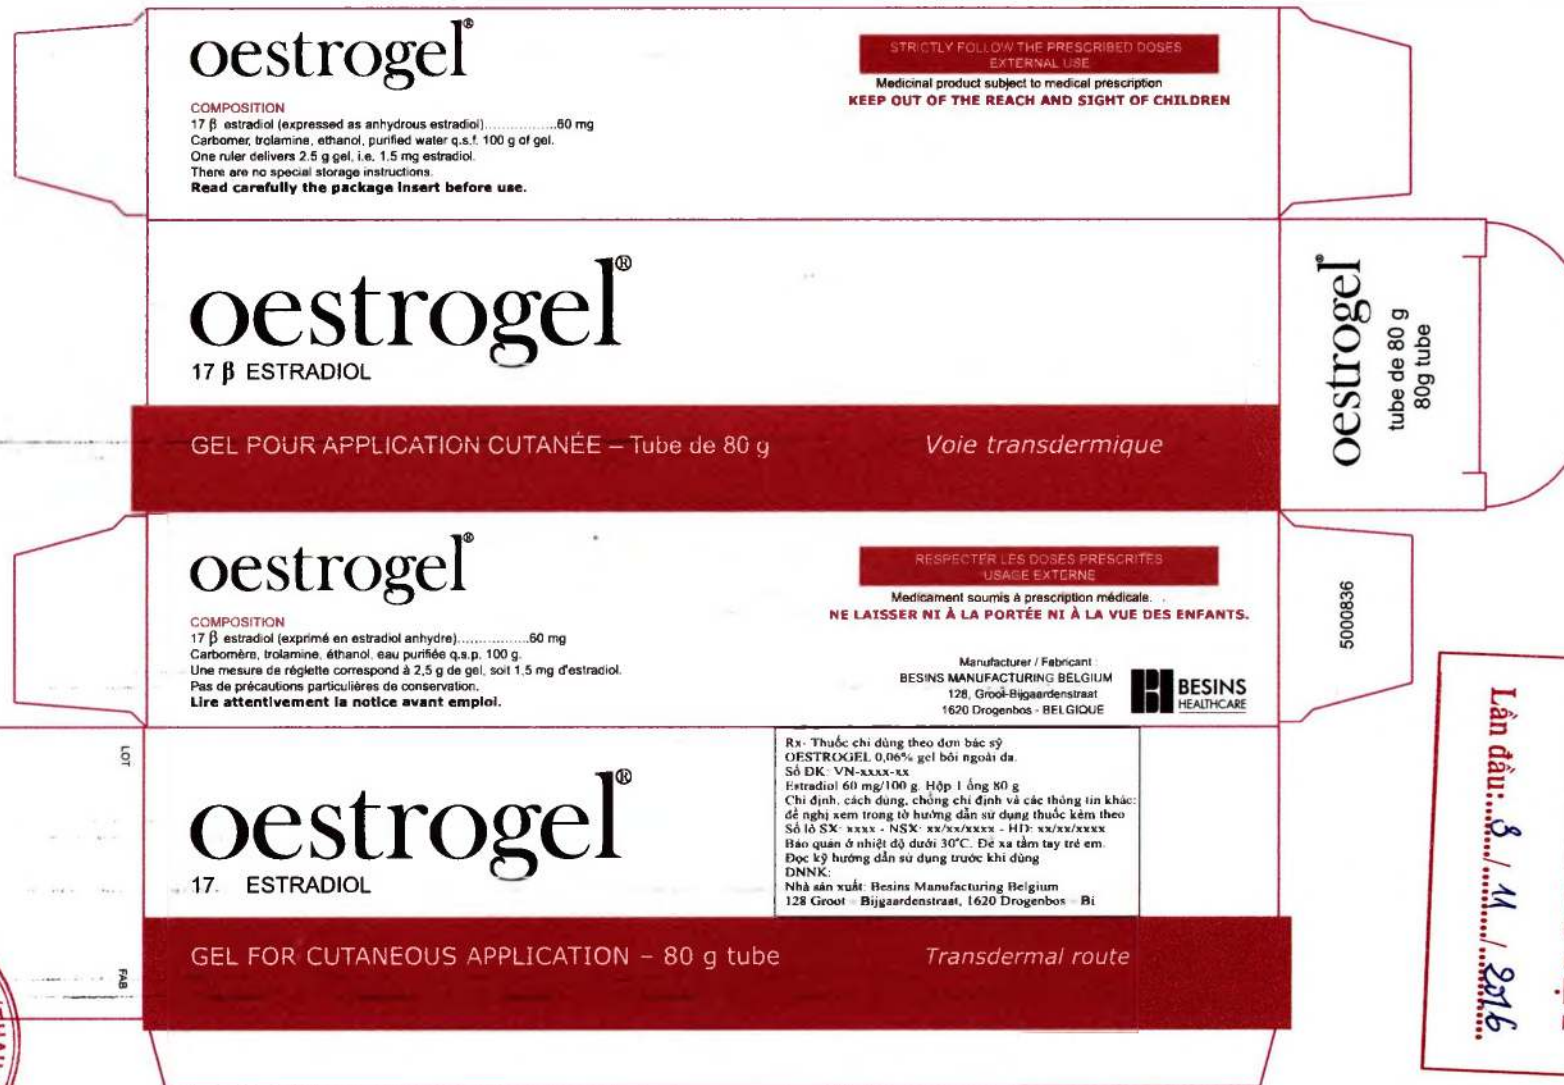 oestrogel®
COMPOSITION
17 β estradiol (expressed as anhydrous estradiol)................60 mg
Carbomer, trolamine, ethanol, purified water q.s.f. 100 g of gel.
One ruler delivers 2.5 g gel, i.e. 1.5 mg estradiol.
There are no special storage instructions.
Read carefully the package insert before use.
STRICTLY FOLLOW THE PRESCRIBED DOSES
EXTERNAL USE
Medicinal product subject to medical prescription
KEEP OUT OF THE REACH AND SIGHT OF CHILDREN
oestrogel®
17 β ESTRADIOL
GEL POUR APPLICATION CUTANÉE – Tube de 80 g
Voie transdermique
oestrogel®
tube de 80 g
80g tube
oestrogel®
COMPOSITION
17 β estradiol (exprimé en estradiol anhydre)................60 mg
Carbomère, trolamine, éthanol, eau purifiée q.s.p. 100 g.
Une mesure de réglette correspond à 2,5 g de gel, soit 1,5 mg d'estradiol.
Pas de précautions particulières de conservation.
Lire attentivement la notice avant emploi.
RESPECTER LES DOSES PRESCRITES
USAGE EXTERNE
Medicament soumis à prescription médicale.
NE LAISSER NI À LA PORTÉE NI À LA VUE DES ENFANTS.
Manufacturer / Fabricant :
BESINS MANUFACTURING BELGIUM
128, Groot-Bijgaardenstraat
1620 Drogenbos - BELGIQUE
BESINS
HEALTHCARE
5000836
LOT
FAB
oestrogel®
17. ESTRADIOL
Rx- Thuốc chỉ dùng theo đơn bác sỹ
OESTROGEL 0,06% gel bôi ngoài da.
Số ĐK: VN-xxxx-xx
Estradiol 60 mg/100 g. Hộp 1 ống 80 g
Chỉ định, cách dùng, chống chỉ định và các thông tin khác:
đề nghị xem trong tờ hướng dẫn sử dụng thuốc kèm theo
Số lô SX: xxxx - NSX: xx/xx/xxxx - HD: xx/xx/xxxx
Bảo quản ở nhiệt độ dưới 30°C. Để xa tầm tay trẻ em.
Đọc kỹ hướng dẫn sử dụng trước khi dùng
DNNK:
Nhà sản xuất: Besins Manufacturing Belgium
128 Groot - Bijgaardenstraat, 1620 Drogenbos - Bỉ
GEL FOR CUTANEOUS APPLICATION – 80 g tube
Transdermal route
Lần đầu: 8 / 11 / 2016